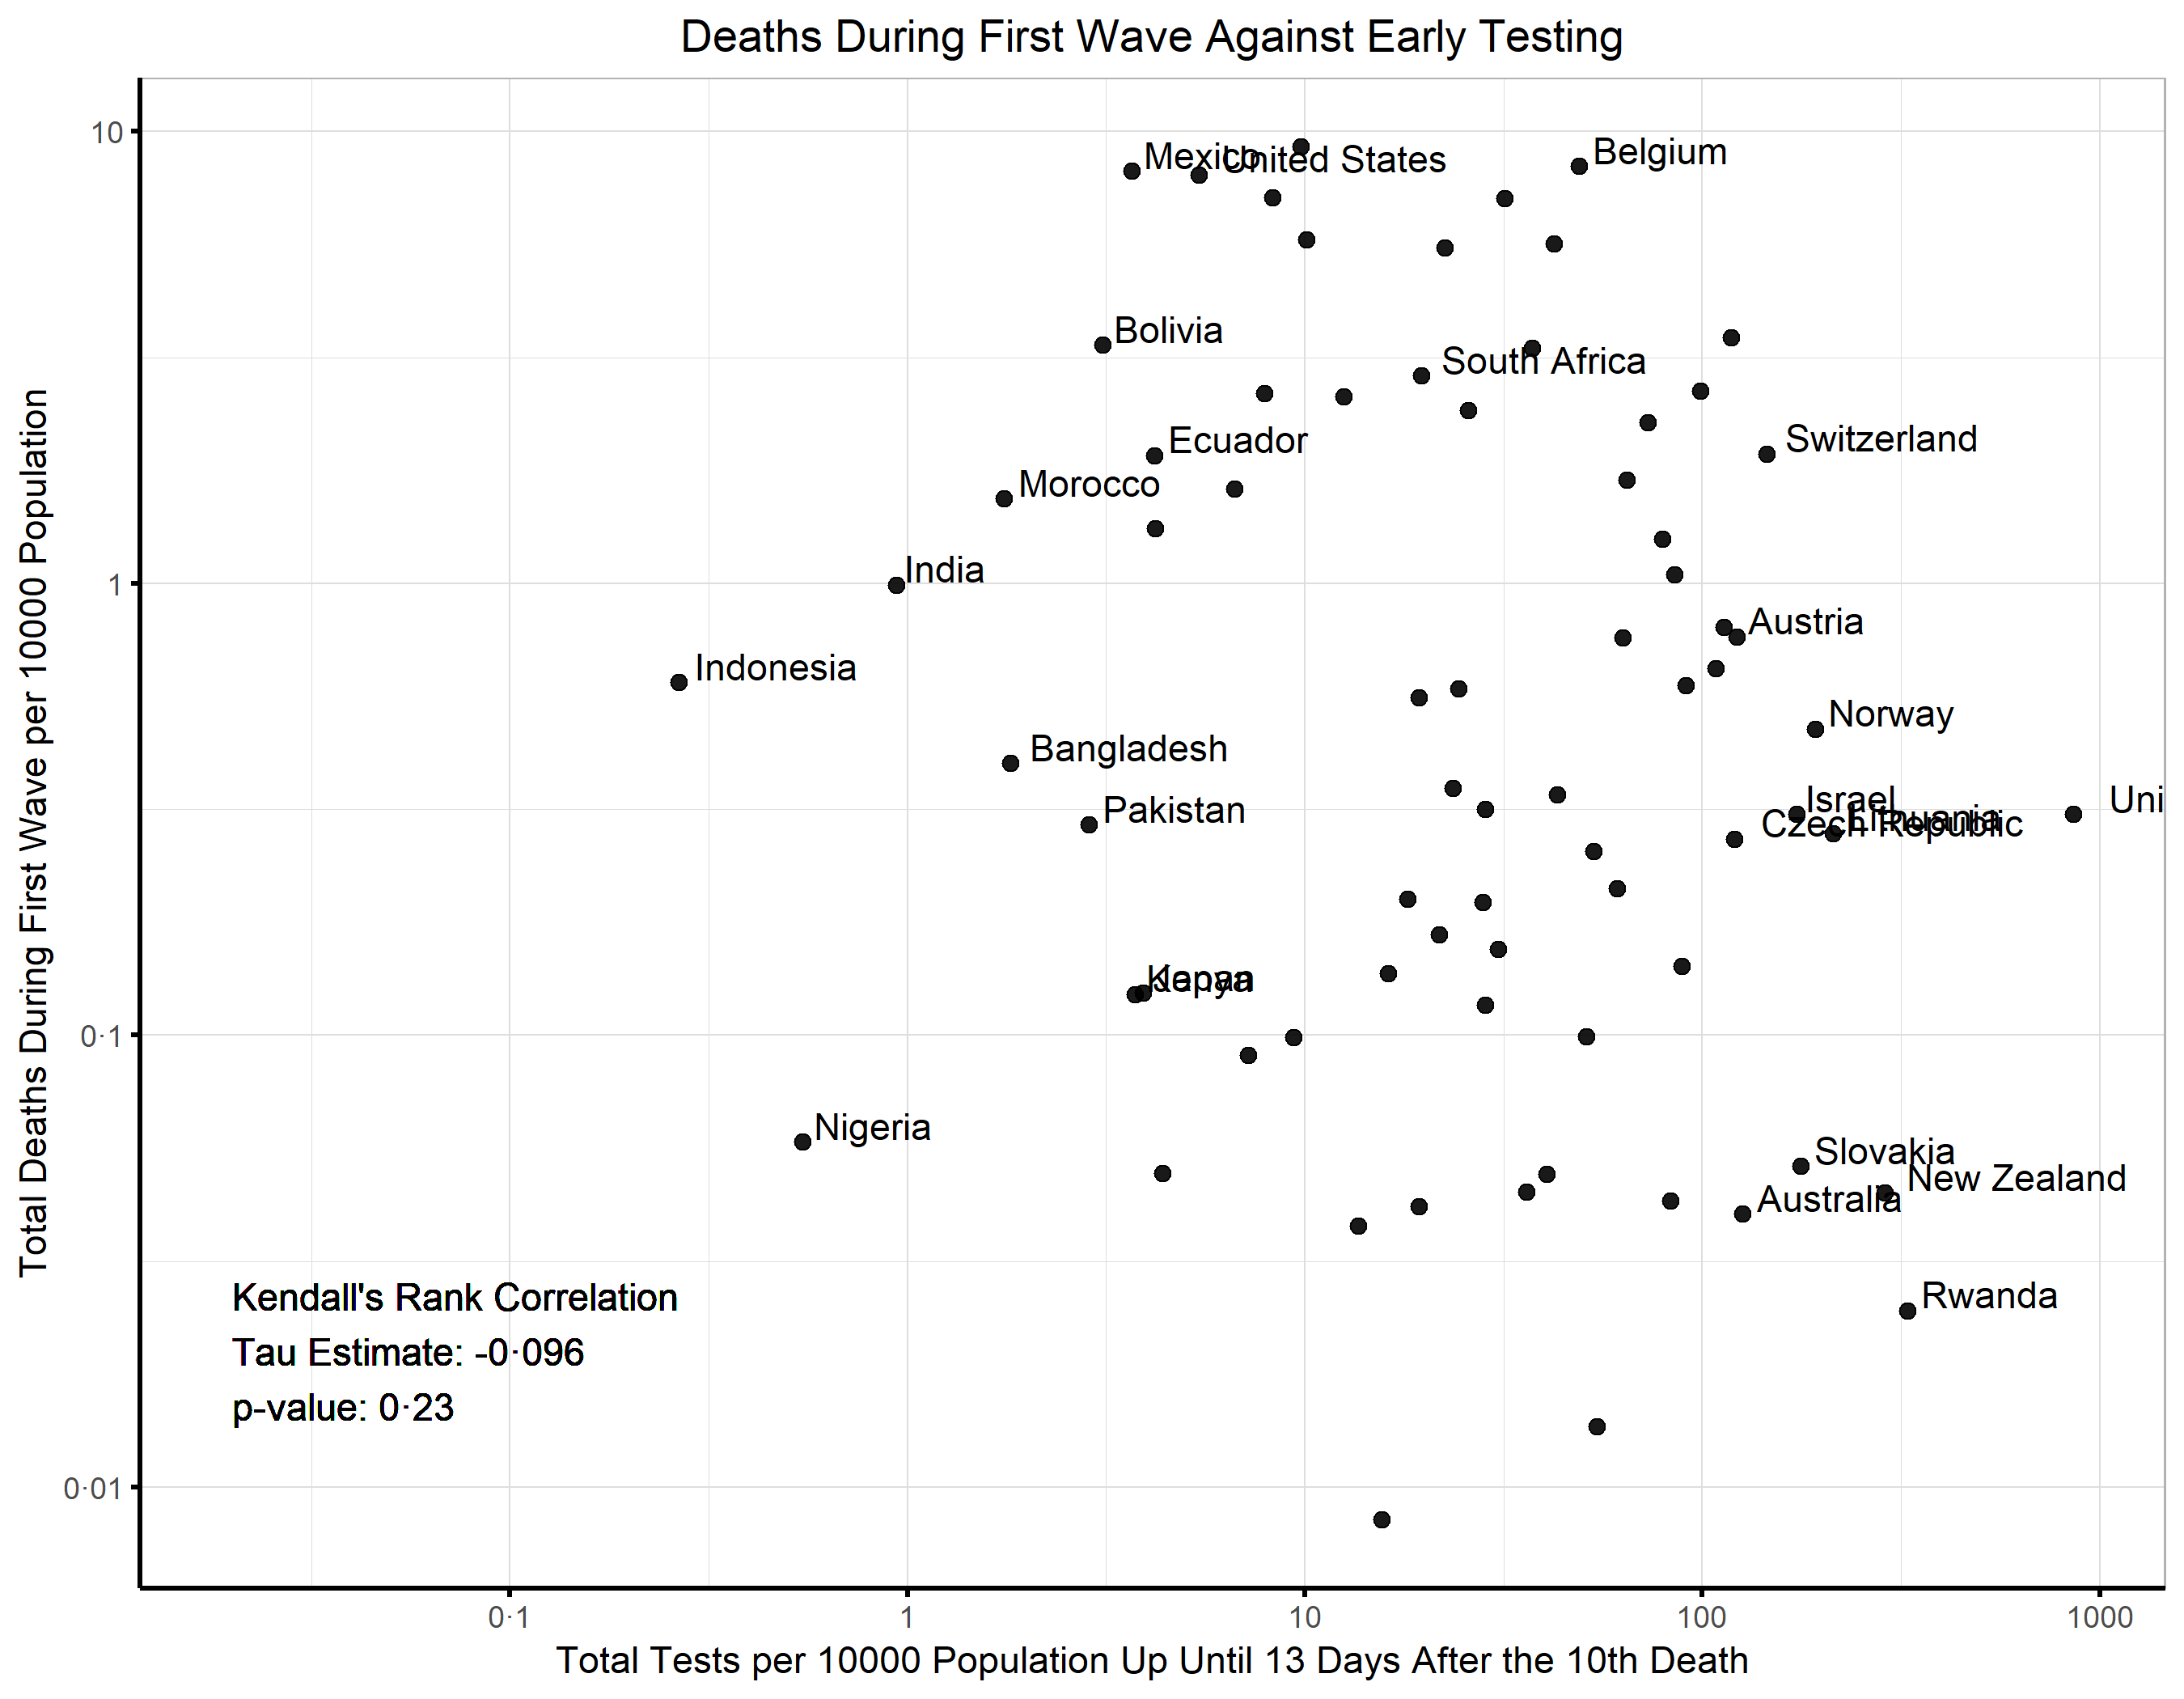 Deaths During First Wave Against Early Testing
Total Deaths During First Wave per 10000 Population
10
1
0·1
0·01
Mexico
United States
Belgium
Bolivia
South Africa
Ecuador
Switzerland
Morocco
India
Austria
Indonesia
Norway
Bangladesh
Israel
Uni
Pakistan
Lithuania
Czech Republic
Kenya
Japan
Nigeria
Slovakia
New Zealand
Australia
Rwanda
Kendall's Rank Correlation
Tau Estimate: -0·096
p-value: 0·23
0·1
1
10
100
1000
Total Tests per 10000 Population Up Until 13 Days After the 10th Death